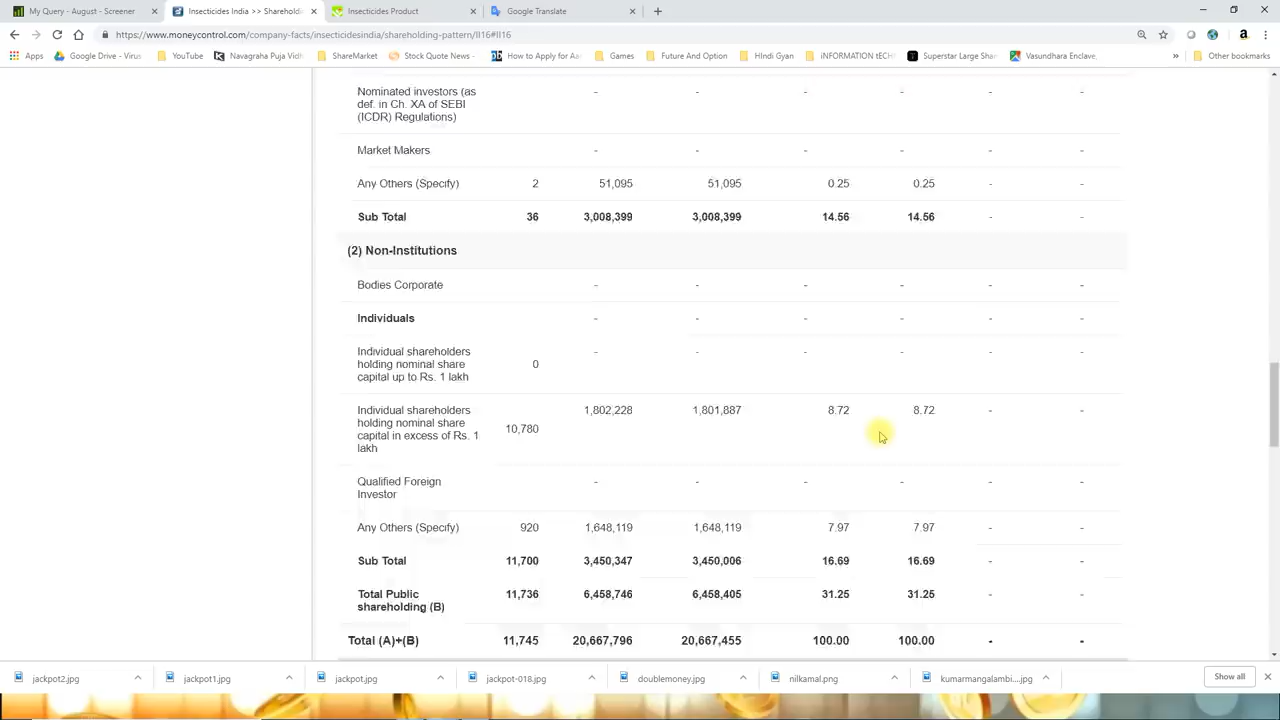 My Query - August - Screener
Insecticides India >> Shareholdi
Insecticides Product
Google Translate
https://www.moneycontrol.com/company-facts/insecticidesindia/shareholding-pattern/II16#II16
Apps Google Drive - Virus YouTube Navagraha Puja Vidh ShareMarket Stock Quote News - How to Apply for Aa Games Future And Option HIndi Gyan iNFORMATION tECH Superstar Large Shar Vasundhara Enclave, » Other bookmarks
Nominated investors (as - - - - - -
def. in Ch. XA of SEBI
(ICDR) Regulations)
Market Makers - - - - - -
Any Others (Specify) 2 51,095 51,095 0.25 0.25 - -
Sub Total 36 3,008,399 3,008,399 14.56 14.56 - -
(2) Non-Institutions
Bodies Corporate - - - - - -
Individuals - - - - - -
Individual shareholders - - - - - -
holding nominal share 0
capital up to Rs. 1 lakh
Individual shareholders 1,802,228 1,801,887 8.72 8.72 - -
holding nominal share
capital in excess of Rs. 1 10,780
lakh
Qualified Foreign - - - - - -
Investor
Any Others (Specify) 920 1,648,119 1,648,119 7.97 7.97 - -
Sub Total 11,700 3,450,347 3,450,006 16.69 16.69 - -
Total Public 11,736 6,458,746 6,458,405 31.25 31.25 - -
shareholding (B)
Total (A)+(B) 11,745 20,667,796 20,667,455 100.00 100.00 - -
jackpot2.jpg jackpot1.jpg jackpot.jpg jackpot-018.jpg doublemoney.jpg nilkamal.png kumarmangalambi....jpg Show all